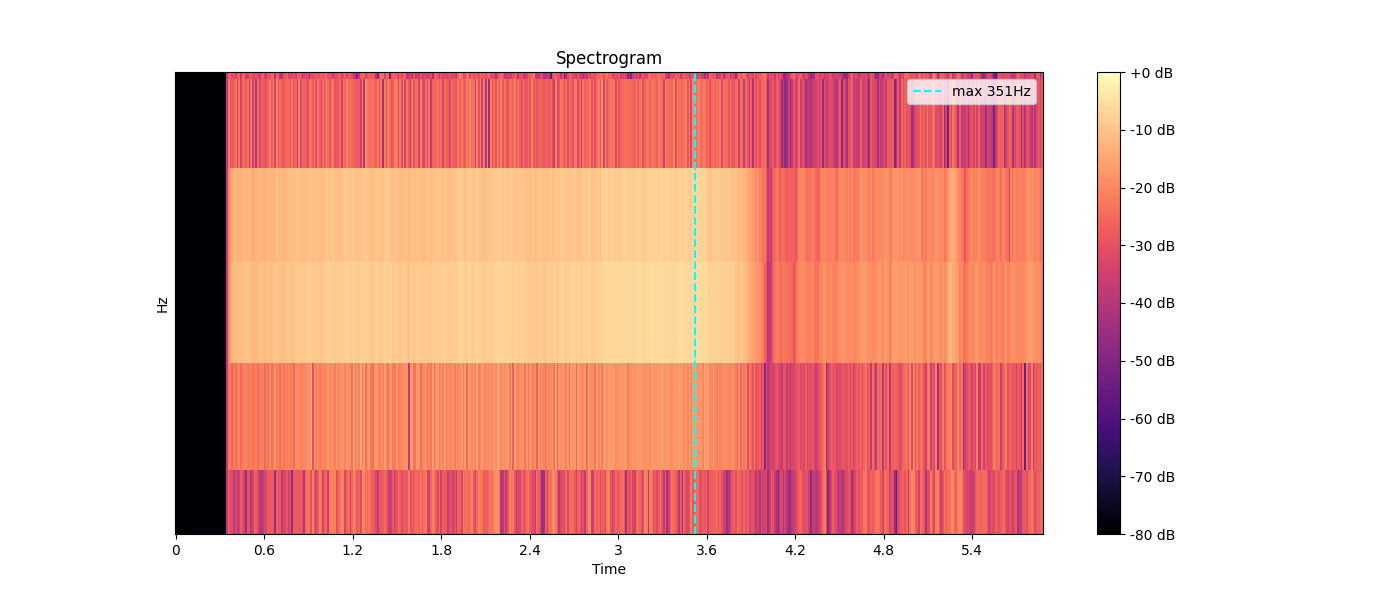 Spectrogram
max 351Hz
+0 dB
-10 dB
-20 dB
-30 dB
-40 dB
-50 dB
-60 dB
-70 dB
-80 dB
Hz
0 0.6 1.2 1.8 2.4 3 3.6 4.2 4.8 5.4
Time